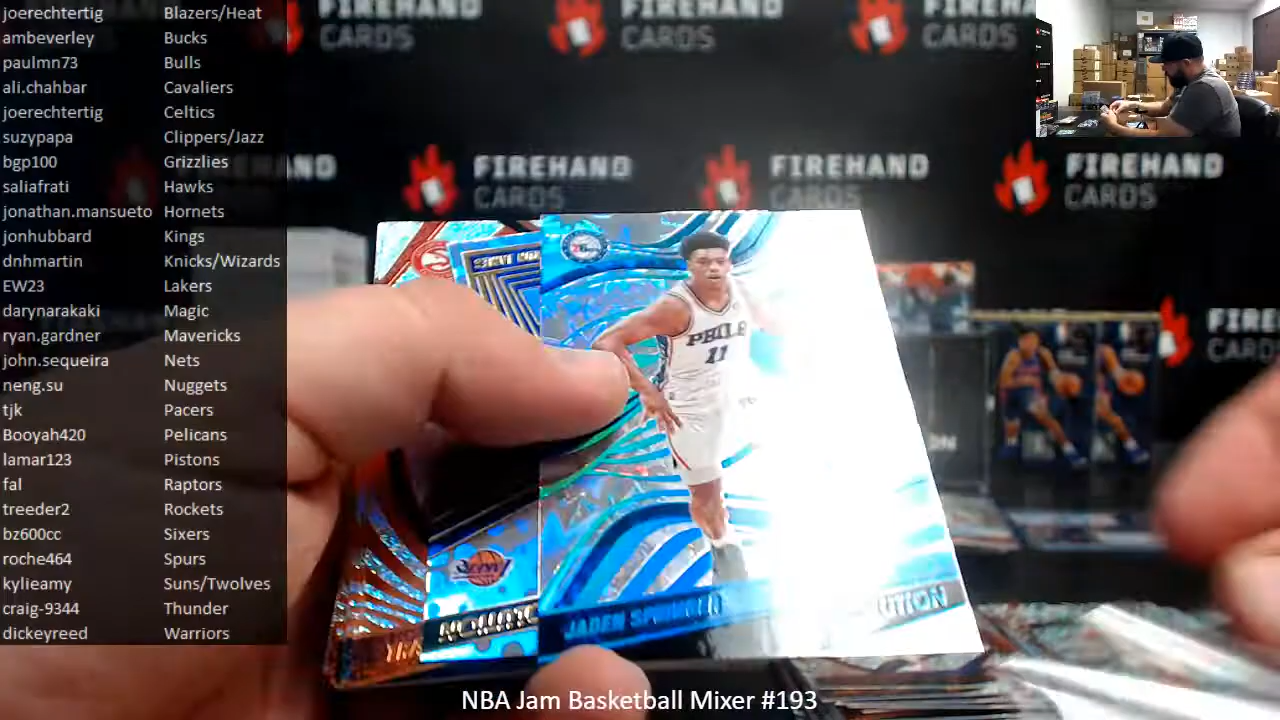 joerechtertig Blazers/Heat
ambeverley Bucks
paulmn73 Bulls
ali.chahbar Cavaliers
joerechtertig Celtics
suzypapa Clippers/Jazz
bgp100 Grizzlies
saliafrati Hawks
jonathan.mansueto Hornets
jonhubbard Kings
dnhmartin Knicks/Wizards
EW23 Lakers
darynarakaki Magic
ryan.gardner Mavericks
john.sequeira Nets
neng.su Nuggets
tjk Pacers
Booyah420 Pelicans
lamar123 Pistons
fal Raptors
treeder2 Rockets
bz600cc Sixers
roche464 Spurs
kylieamy Suns/Twolves
craig-9344 Thunder
dickeyreed Warriors
FIREHAND
CARDS
FIREHAND
CARDS
FIREHA
CARDS
FIREHAND
CARDS
FIREHAND
CARDS
FIREHAND
CARDS
FIRE
CARD
PHILA
11
JADEN SPRINGER
UTION
NBA Jam Basketball Mixer #193